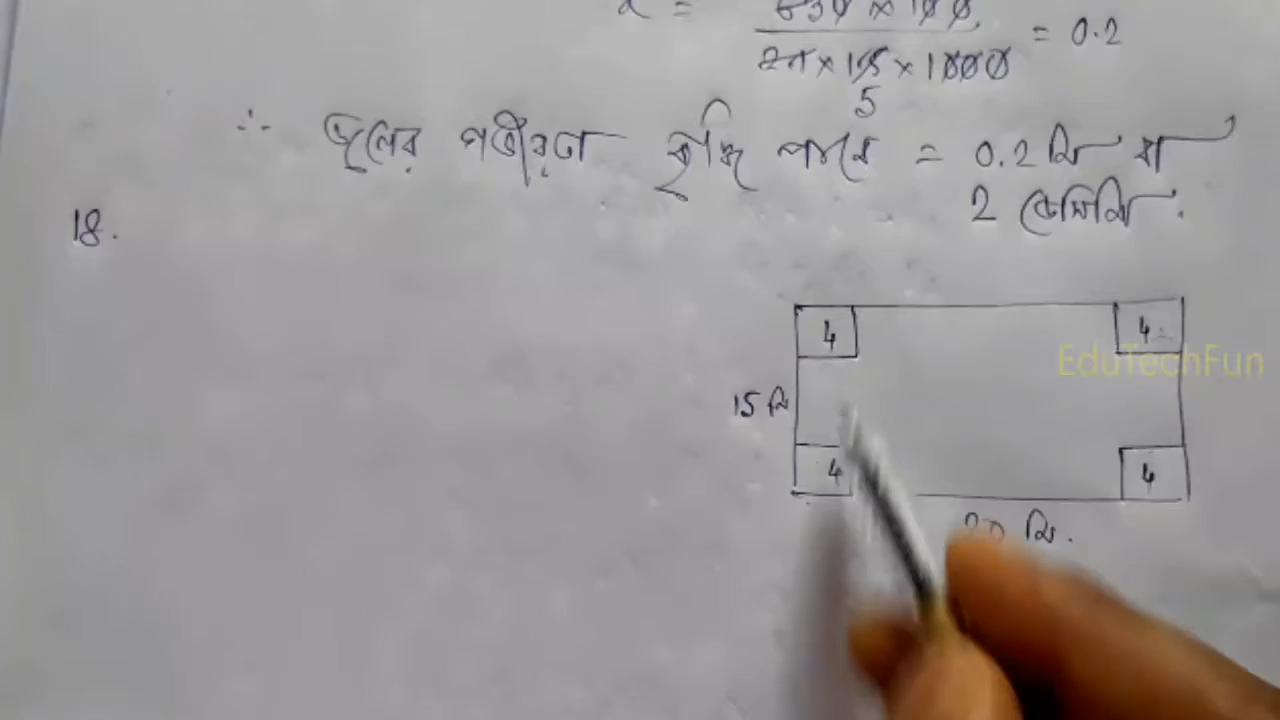 = 0.2
5
∴ জলের গভীরতা বৃদ্ধি পাবে = 0.2 মি বা
2 ডেসিমি.
18.
4 4
EduTechFun
15 মি
4 4
মি.